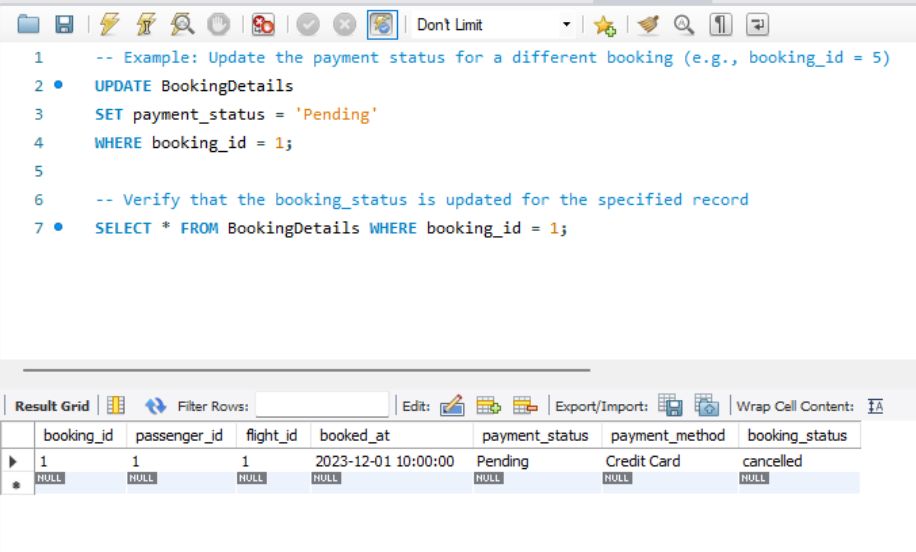 Don't Limit
1 -- Example: Update the payment status for a different booking (e.g., booking_id = 5)
2 UPDATE BookingDetails
3 SET payment_status = 'Pending'
4 WHERE booking_id = 1;
5
6 -- Verify that the booking_status is updated for the specified record
7 SELECT * FROM BookingDetails WHERE booking_id = 1;
Result Grid Filter Rows: Edit: Export/Import: Wrap Cell Content: IA
booking_id passenger_id flight_id booked_at payment_status payment_method booking_status
1 1 1 2023-12-01 10:00:00 Pending Credit Card cancelled
NULL NULL NULL NULL NULL NULL NULL